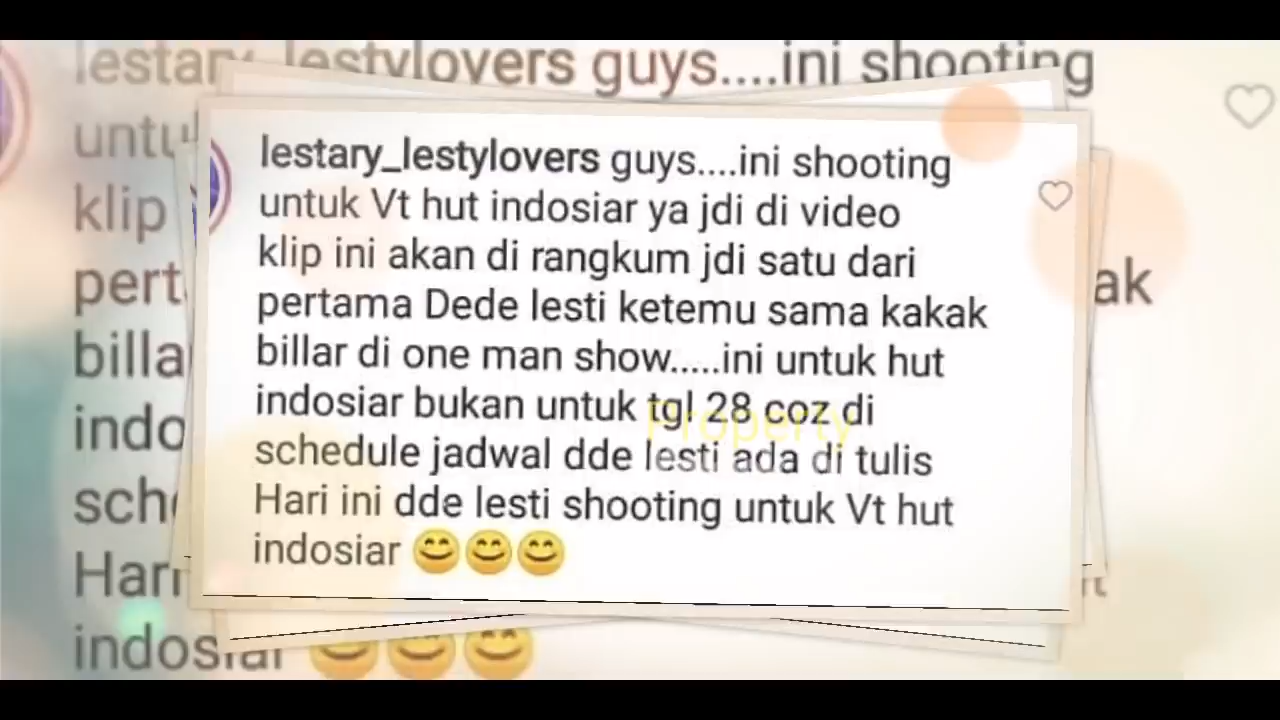 lestary_lestylovers guys....ini shooting
untuk Vt hut indosiar ya jdi di video
klip ini akan di rangkum jdi satu dari
pertama Dede lesti ketemu sama kakak
billar di one man show.....ini untuk hut
indosiar bukan untuk tgl 28 coz di
schedule jadwal dde lesti ada di tulis
Hari ini dde lesti shooting untuk Vt hut
indosiar 😊😊😊
Property